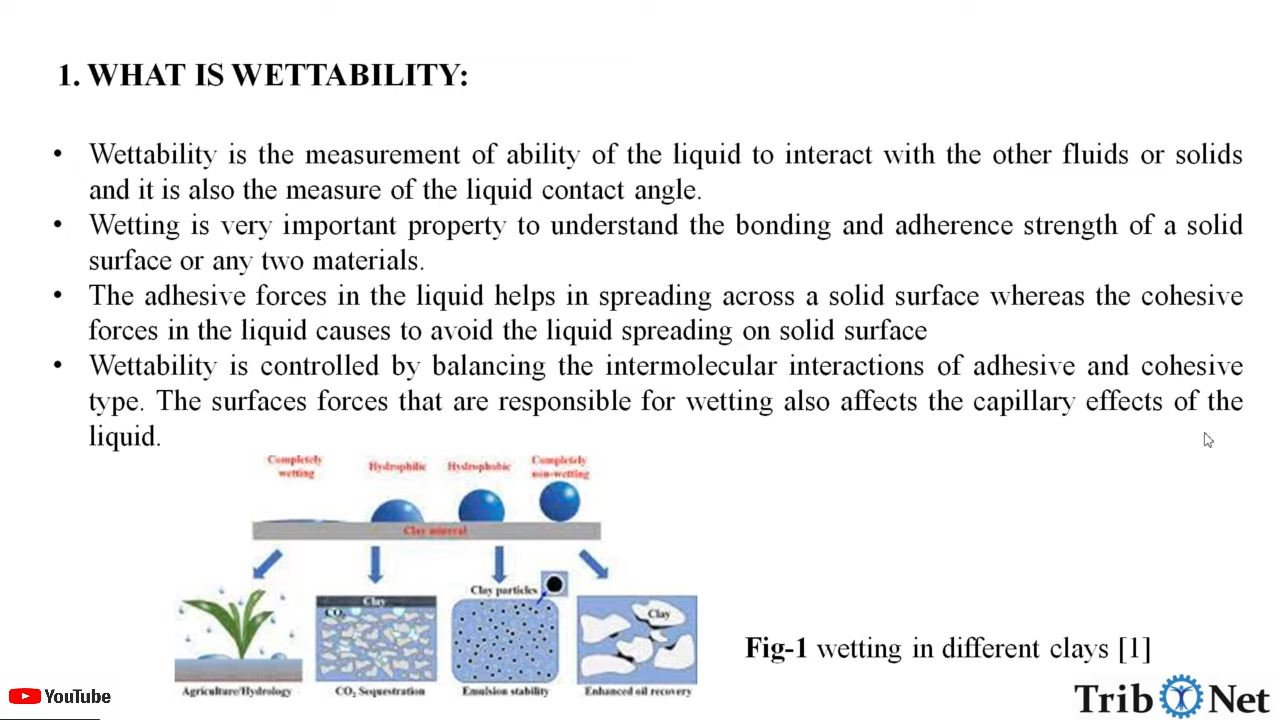 1. WHAT IS WETTABILITY:
• Wettability is the measurement of ability of the liquid to interact with the other fluids or solids
and it is also the measure of the liquid contact angle.
• Wetting is very important property to understand the bonding and adherence strength of a solid
surface or any two materials.
• The adhesive forces in the liquid helps in spreading across a solid surface whereas the cohesive
forces in the liquid causes to avoid the liquid spreading on solid surface
• Wettability is controlled by balancing the intermolecular interactions of adhesive and cohesive
type. The surfaces forces that are responsible for wetting also affects the capillary effects of the
liquid.
Completely
wetting
Hydrophilic
Hydrophobic
Completely
non-wetting
Clay mineral
Clay
CO₂
Clay particles
Clay
Agriculture/Hydrology
CO₂ Sequestration
Emulsion stability
Enhanced oil recovery
Fig-1 wetting in different clays [1]
YouTube
Trib Net